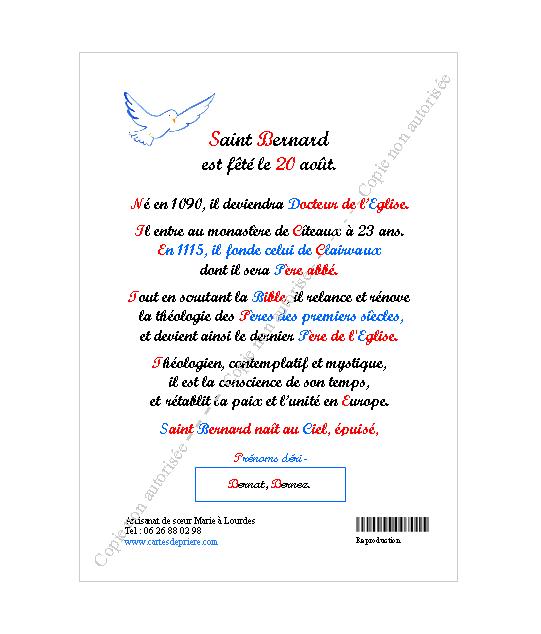 Saint Bernard
est fêté le 20 août.
Né en 1090, il deviendra Docteur de l'Eglise.
Il entre au monastère de Cîteaux à 23 ans.
En 1115, il fonde celui de Clairvaux
dont il sera Père abbé.
Tout en scrutant la Bible, il relance et rénove
la théologie des Pères des premiers siècles,
et devient ainsi le dernier Père de l'Eglise.
Théologien, contemplatif et mystique,
il est la conscience de son temps,
et rétablit la paix et l'unité en Europe.
Saint Bernard naît au Ciel, épuisé,
Prénoms déri-
Bernat, Bernez.
Artisanat de sœur Marie à Lourdes
Tel : 06 26 88 02 98
www.cartesdepriere.com
Reproduction
Copie non autorisée --- --- --- Copie non autorisée --- --- --- Copie non autorisée